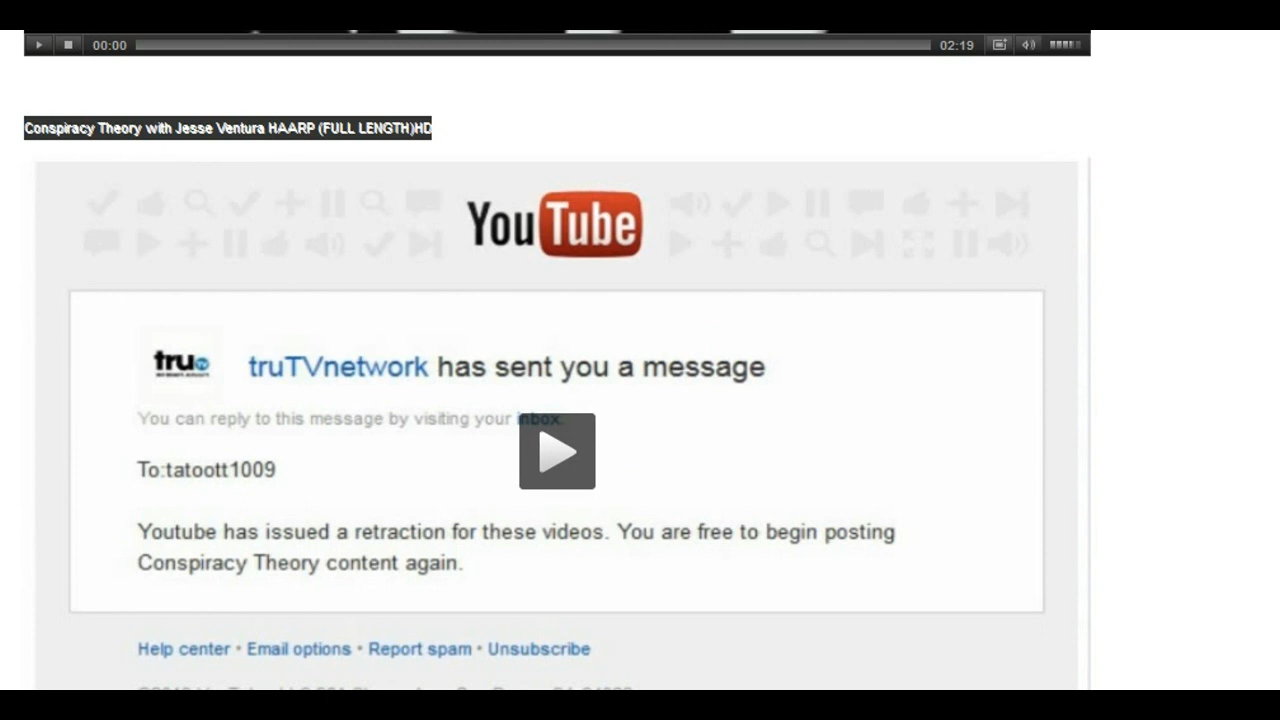 00:00
02:19
Conspiracy Theory with Jesse Ventura HAARP (FULL LENGTH)HD
YouTube
tru
truTVnetwork has sent you a message
You can reply to this message by visiting your inbox.
To:tatoott1009
Youtube has issued a retraction for these videos. You are free to begin posting
Conspiracy Theory content again.
Help center • Email options • Report spam • Unsubscribe